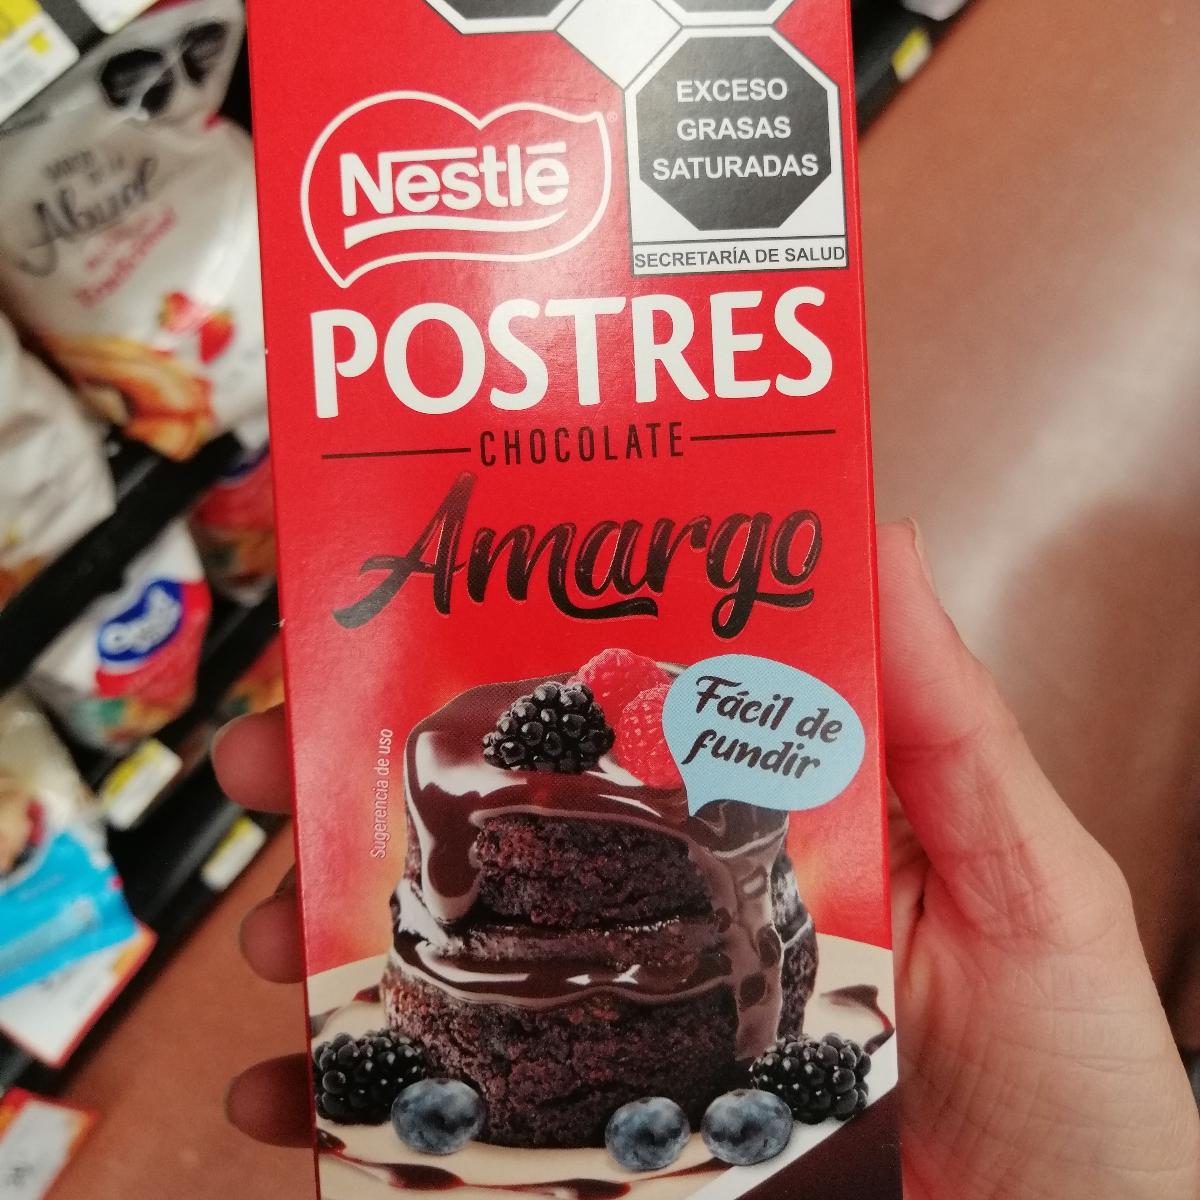 EXCESO
GRASAS
SATURADAS
SECRETARÍA DE SALUD
Nestlé®
POSTRES
CHOCOLATE
Amargo
Fácil de
fundir
Sugerencia de uso